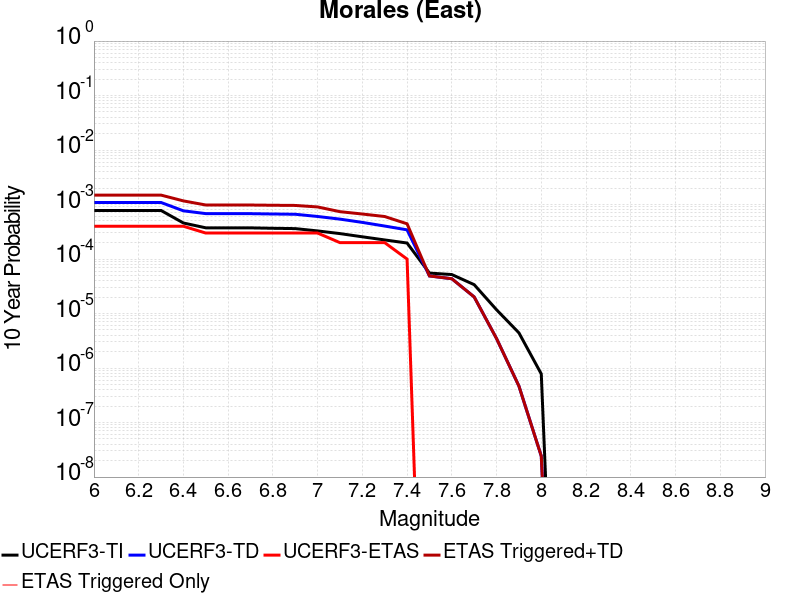 Morales (East)
10^0
10^-1
10^-2
10^-3
10^-4
10^-5
10^-6
10^-7
10^-8
10 Year Probability
6 6.2 6.4 6.6 6.8 7 7.2 7.4 7.6 7.8 8 8.2 8.4 8.6 8.8 9
Magnitude
UCERF3-TI UCERF3-TD UCERF3-ETAS ETAS Triggered+TD
ETAS Triggered Only